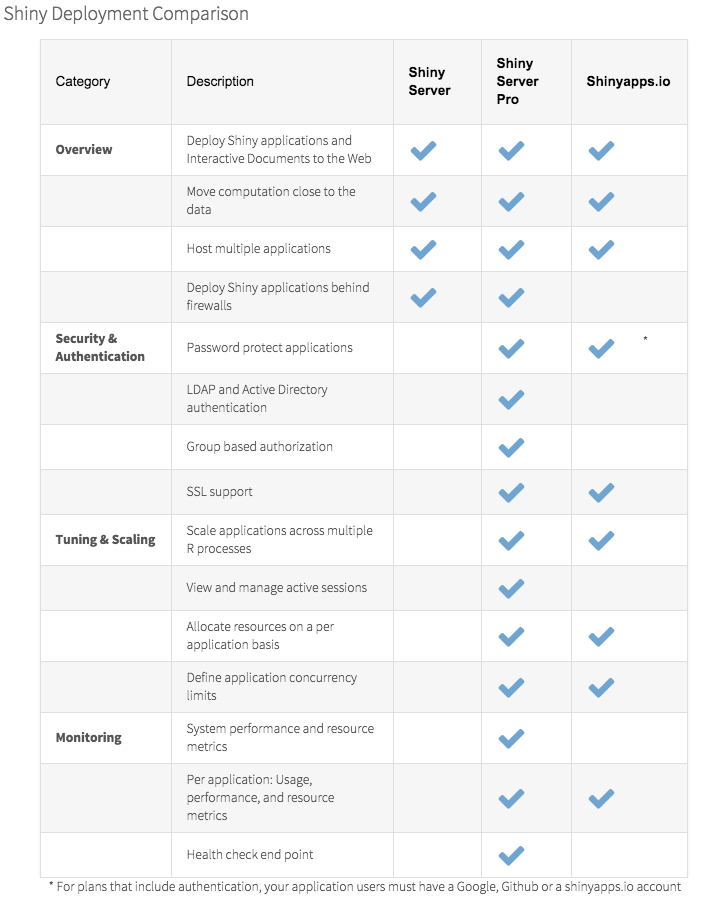 Shiny Deployment Comparison
Category Description Shiny Server Shiny Server Pro Shinyapps.io
Overview Deploy Shiny applications and
Interactive Documents to the Web
Move computation close to the
data
Host multiple applications
Deploy Shiny applications behind
firewalls
Security &
Authentication
Password protect applications *
LDAP and Active Directory
authentication
Group based authorization
SSL support
Tuning & Scaling Scale applications across multiple
R processes
View and manage active sessions
Allocate resources on a per
application basis
Define application concurrency
limits
Monitoring System performance and resource
metrics
Per application: Usage,
performance, and resource
metrics
Health check end point
* For plans that include authentication, your application users must have a Google, Github or a shinyapps.io account